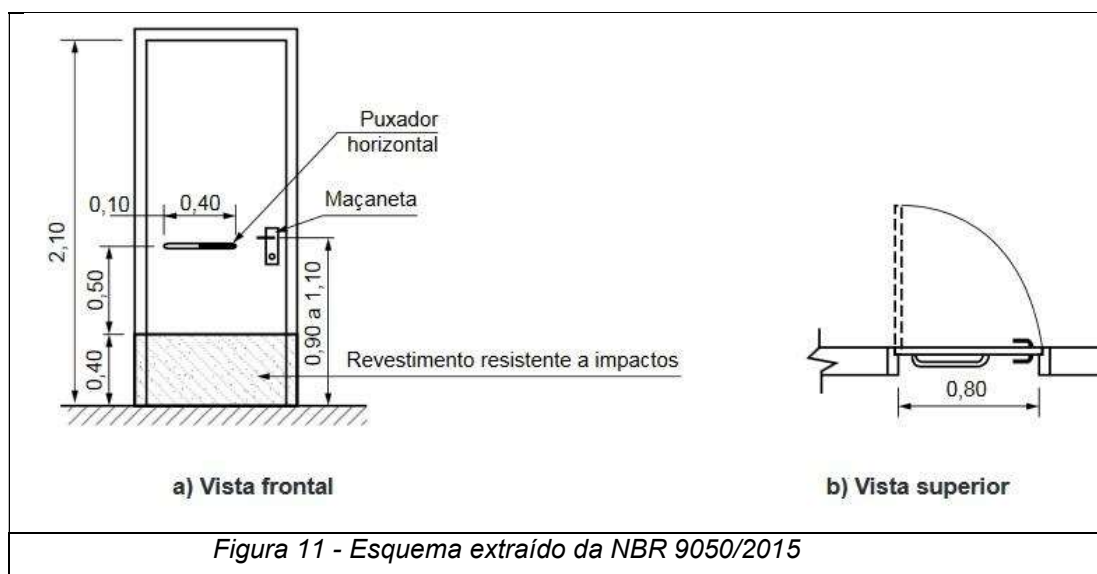 Puxador
horizontal
Maçaneta
0,10
0,40
2,10
0,50
0,40
0,90 a 1,10
Revestimento resistente a impactos
0,80
a) Vista frontal
b) Vista superior
Figura 11 - Esquema extraído da NBR 9050/2015